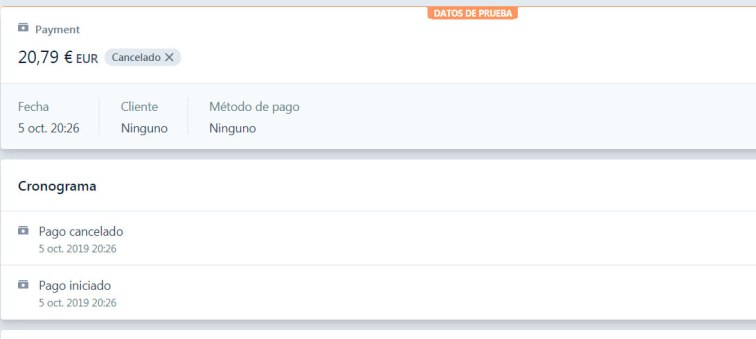 DATOS DE PRUEBA
Payment
20,79 € EUR Cancelado
Fecha Cliente Método de pago
5 oct. 20:26 Ninguno Ninguno
Cronograma
Pago cancelado
5 oct. 2019 20:26
Pago iniciado
5 oct. 2019 20:26